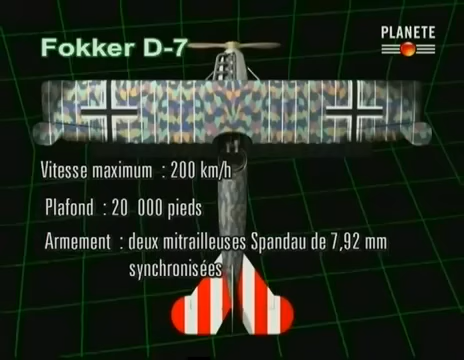 Fokker D-7
PLANETE
Vitesse maximum : 200 km/h
Plafond : 20 000 pieds
Armement : deux mitrailleuses Spandau de 7,92 mm
synchronisées